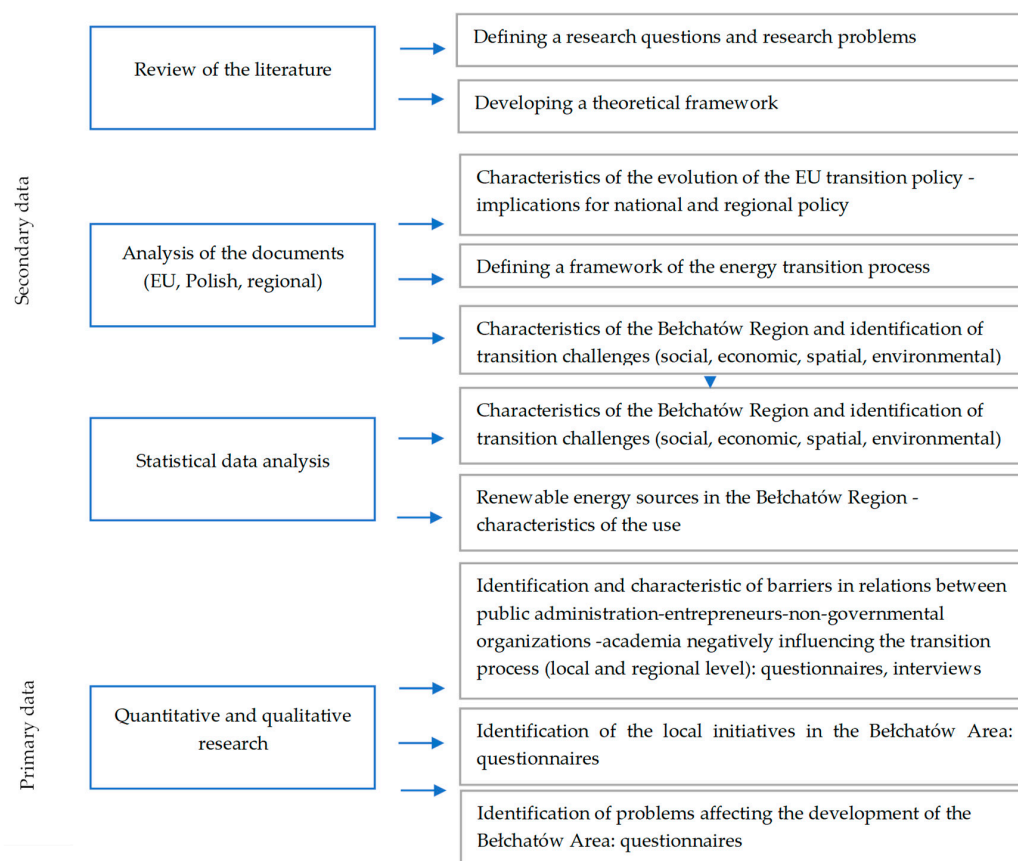 Secondary data
Review of the literature
Defining a research questions and research problems
Developing a theoretical framework
Analysis of the documents
(EU, Polish, regional)
Characteristics of the evolution of the EU transition policy -
implications for national and regional policy
Defining a framework of the energy transition process
Characteristics of the Bełchatów Region and identification of
transition challenges (social, economic, spatial, environmental)
Statistical data analysis
Characteristics of the Bełchatów Region and identification of
transition challenges (social, economic, spatial, environmental)
Renewable energy sources in the Bełchatów Region -
characteristics of the use
Primary data
Quantitative and qualitative
research
Identification and characteristic of barriers in relations between
public administration-entrepreneurs-non-governmental
organizations -academia negatively influencing the transition
process (local and regional level): questionnaires, interviews
Identification of the local initiatives in the Bełchatów Area:
questionnaires
Identification of problems affecting the development of the
Bełchatów Area: questionnaires